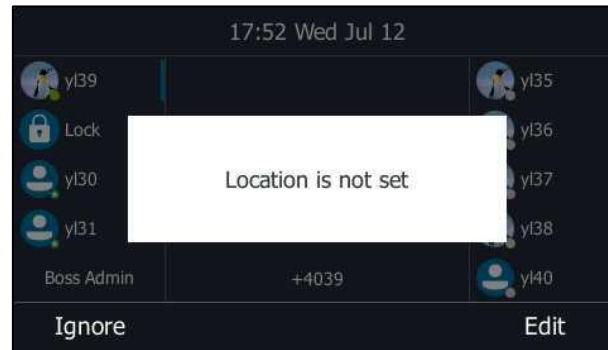 17:52 Wed Jul 12
yl39
yl35
Lock
yl36
Location is not set
yl30
yl37
yl31
yl38
Boss Admin
+4039
yl40
Ignore
Edit